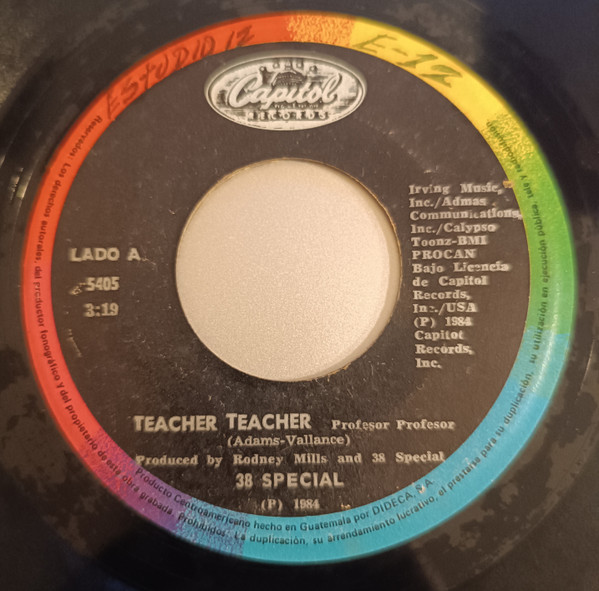 ESTUDIO 12
E-12
Capitol
RECORDS
LADO A
5405
3:19
Irving Music,
Inc./Admas
Communications,
Inc./Calypso
Toonz-BMI
PROCAN
Bajo Licencia
de Capitol
Records,
Inc./USA
(P) 1984
Capitol
Records,
Inc.
TEACHER TEACHER Profesor Profesor
(Adams-Vallance)
Produced by Rodney Mills and 38 Special
38 SPECIAL
(P) 1984
Producto Centroamericano hecho en Guatemala por DIDECA, S.A.
Reservados. Los derechos autorales, del productor fonográfico y del propietario de esta obra grabada. Prohibidos: La duplicación, su arrendamiento lucrativo, el prestarla para su duplicación, su utilización en ejecución pública, tele y radiodifusión